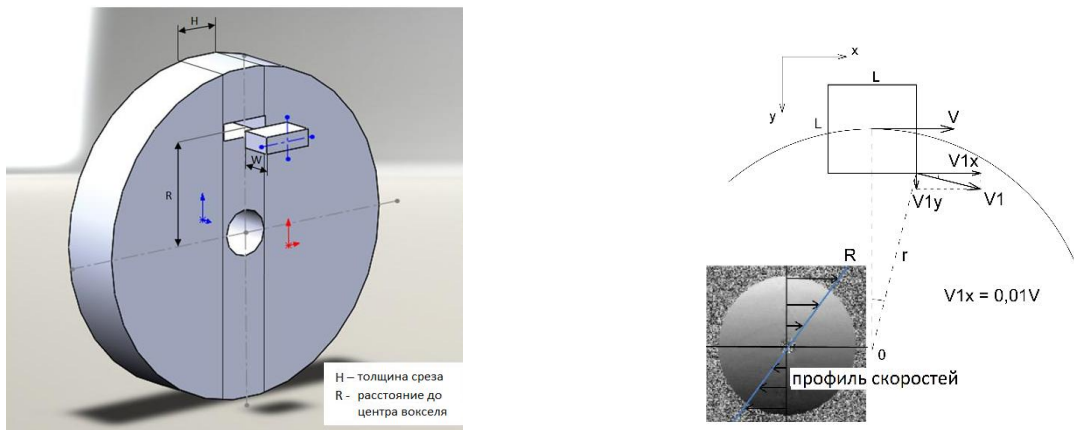 H
W
R
H – толщина среза
R - расстояние до
центра вокселя
x
y
L
L
V
V1x
V1y
V1
R
r
V1x = 0,01V
0
профиль скоростей